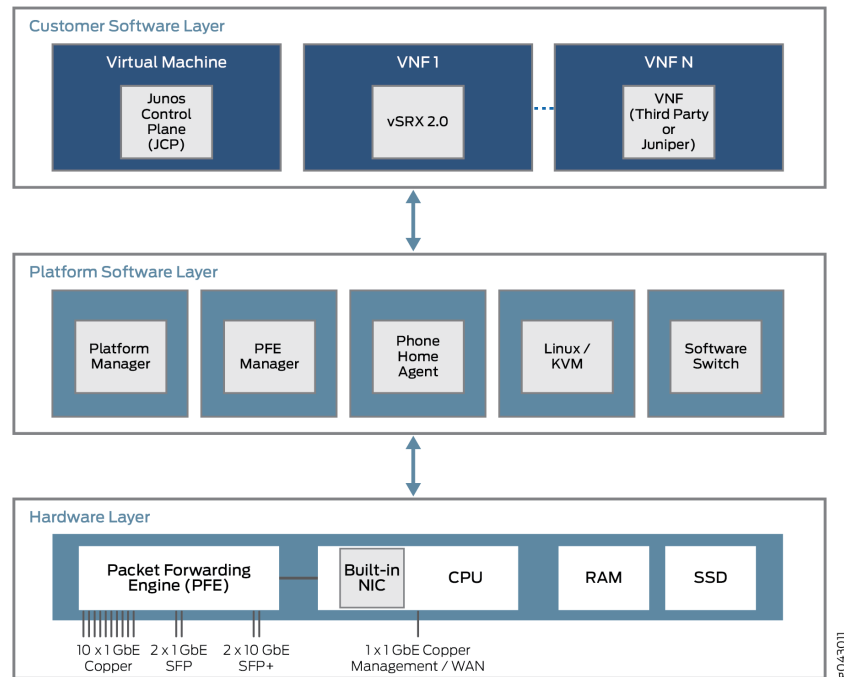 Customer Software Layer
Virtual Machine
Junos
Control
Plane
(JCP)
VNF 1
vSRX 2.0
VNF N
VNF
(Third Party
or
Juniper)
Platform Software Layer
Platform
Manager
PFE
Manager
Phone
Home
Agent
Linux /
KVM
Software
Switch
Hardware Layer
Packet Forwarding
Engine (PFE)
Built-in
NIC
CPU
RAM
SSD
10 x 1 GbE
Copper
2 x 1 GbE
SFP
2 x 10 GbE
SFP+
1 x 1 GbE Copper
Management / WAN
g043011